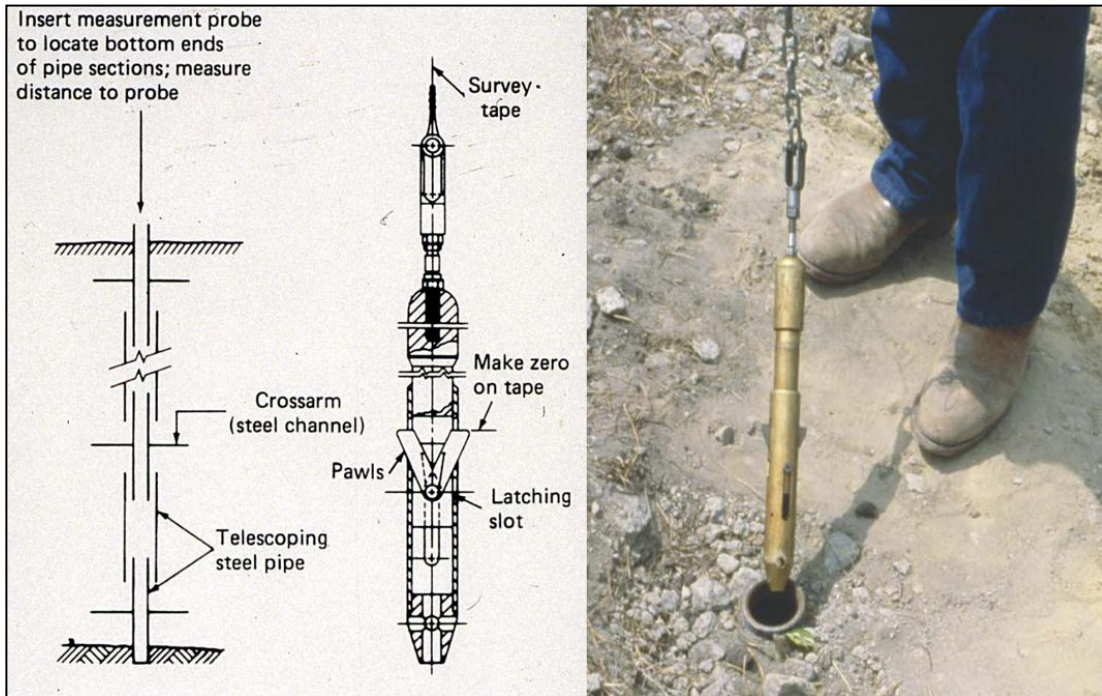 Insert measurement probe
to locate bottom ends
of pipe sections; measure
distance to probe
Survey
tape
Make zero
on tape
Crossarm
(steel channel)
Pawls
Latching
slot
Telescoping
steel pipe